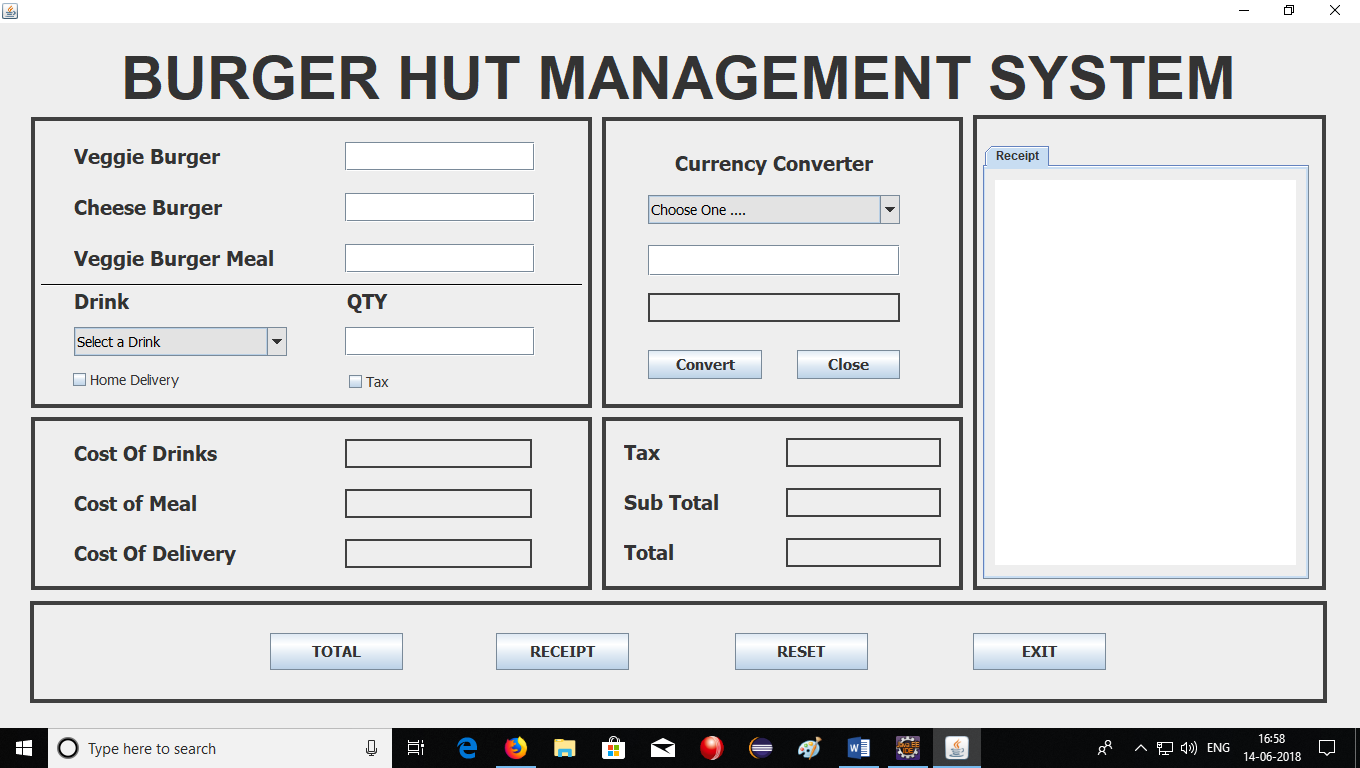 BURGER HUT MANAGEMENT SYSTEM
Veggie Burger
Cheese Burger
Veggie Burger Meal
Drink QTY
Select a Drink
Home Delivery Tax
Currency Converter
Choose One ....
Convert Close
Receipt
Cost Of Drinks
Cost of Meal
Cost Of Delivery
Tax
Sub Total
Total
TOTAL RECEIPT RESET EXIT
Type here to search
ENG
16:58
14-06-2018